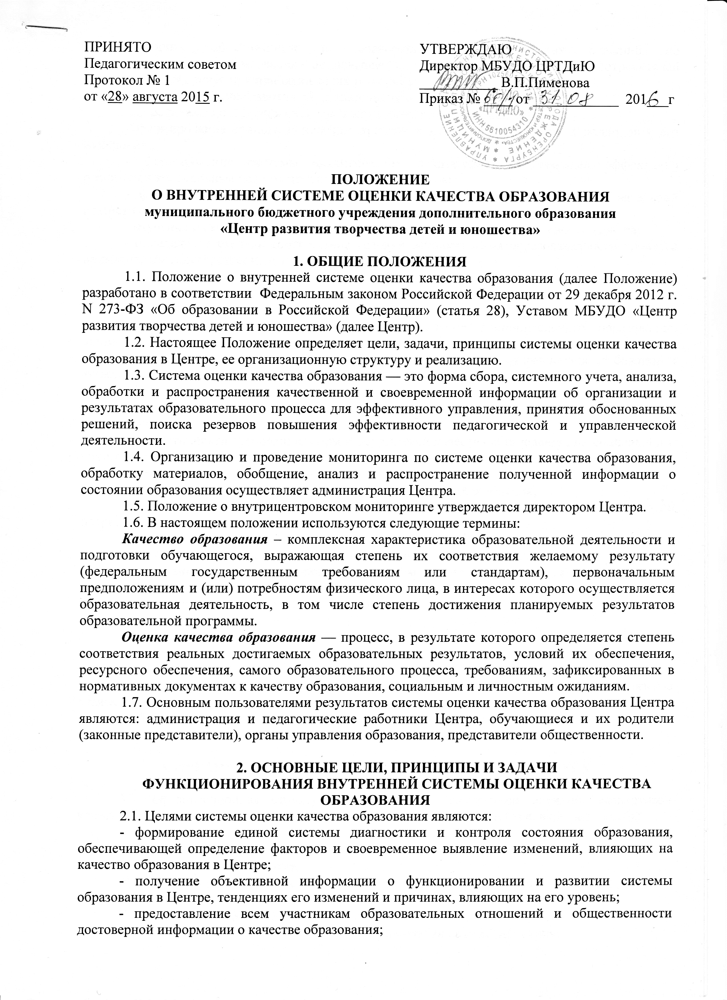 ПРИНЯТО
Педагогическим советом
Протокол № 1
от «28» августа 2015 г.
УТВЕРЖДАЮ
Директор МБУДО ЦРТДиЮ
В.П.Пименова
Приказ № от 31.08 2016 г
«ЦРТДиЮ»
ИНН 5610054310
ПОЛОЖЕНИЕ
О ВНУТРЕННЕЙ СИСТЕМЕ ОЦЕНКИ КАЧЕСТВА ОБРАЗОВАНИЯ
муниципального бюджетного учреждения дополнительного образования
«Центр развития творчества детей и юношества»
1. ОБЩИЕ ПОЛОЖЕНИЯ
1.1. Положение о внутренней системе оценки качества образования (далее Положение)
разработано в соответствии Федеральным законом Российской Федерации от 29 декабря 2012 г.
N 273-ФЗ «Об образовании в Российской Федерации» (статья 28), Уставом МБУДО «Центр
развития творчества детей и юношества» (далее Центр).
1.2. Настоящее Положение определяет цели, задачи, принципы системы оценки качества
образования в Центре, ее организационную структуру и реализацию.
1.3. Система оценки качества образования — это форма сбора, системного учета, анализа,
обработки и распространения качественной и своевременной информации об организации и
результатах образовательного процесса для эффективного управления, принятия обоснованных
решений, поиска резервов повышения эффективности педагогической и управленческой
деятельности.
1.4. Организацию и проведение мониторинга по системе оценки качества образования,
обработку материалов, обобщение, анализ и распространение полученной информации о
состоянии образования осуществляет администрация Центра.
1.5. Положение о внутрицентровском мониторинге утверждается директором Центра.
1.6. В настоящем положении используются следующие термины:
Качество образования – комплексная характеристика образовательной деятельности и
подготовки обучающегося, выражающая степень их соответствия желаемому результату
(федеральным государственным требованиям или стандартам), первоначальным
предположениям и (или) потребностям физического лица, в интересах которого осуществляется
образовательная деятельность, в том числе степень достижения планируемых результатов
образовательной программы.
Оценка качества образования — процесс, в результате которого определяется степень
соответствия реальных достигаемых образовательных результатов, условий их обеспечения,
ресурсного обеспечения, самого образовательного процесса, требованиям, зафиксированных в
нормативных документах к качеству образования, социальным и личностным ожиданиям.
1.7. Основным пользователями результатов системы оценки качества образования Центра
являются: администрация и педагогические работники Центра, обучающиеся и их родители
(законные представители), органы управления образования, представители общественности.
2. ОСНОВНЫЕ ЦЕЛИ, ПРИНЦИПЫ И ЗАДАЧИ
ФУНКЦИОНИРОВАНИЯ ВНУТРЕННЕЙ СИСТЕМЫ ОЦЕНКИ КАЧЕСТВА
ОБРАЗОВАНИЯ
2.1. Целями системы оценки качества образования являются:
- формирование единой системы диагностики и контроля состояния образования,
обеспечивающей определение факторов и своевременное выявление изменений, влияющих на
качество образования в Центре;
- получение объективной информации о функционировании и развитии системы
образования в Центре, тенденциях его изменений и причинах, влияющих на его уровень;
- предоставление всем участникам образовательных отношений и общественности
достоверной информации о качестве образования;